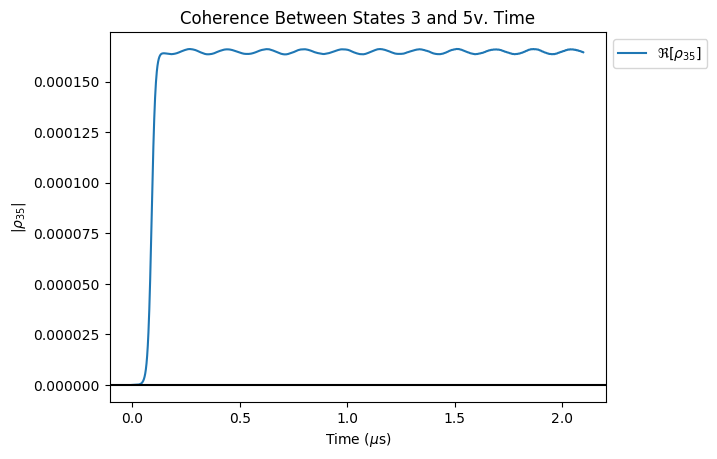 Coherence Between States 3 and 5v. Time
ℜ[ρ₃₅]
|ρ₃₅|
0.000150
0.000125
0.000100
0.000075
0.000050
0.000025
0.000000
0.0 0.5 1.0 1.5 2.0
Time (μs)